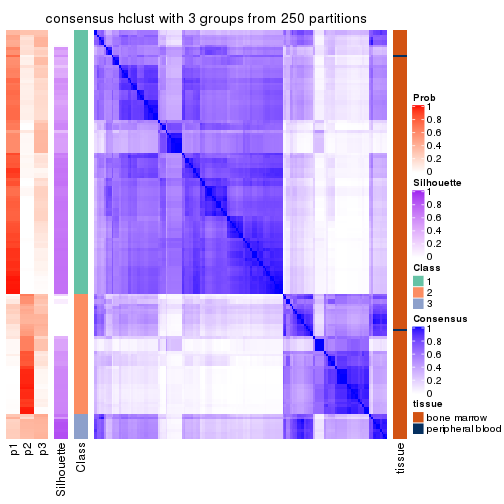 consensus hclust with 3 groups from 250 partitions
Prob
1
0.8
0.6
0.4
0.2
0
Silhouette
1
0.8
0.6
0.4
0.2
0
Class
1
2
3
Consensus
1
0.8
0.6
0.4
0.2
0
tissue
bone marrow
peripheral blood
p1
p2
p3
Silhouette
Class
tissue